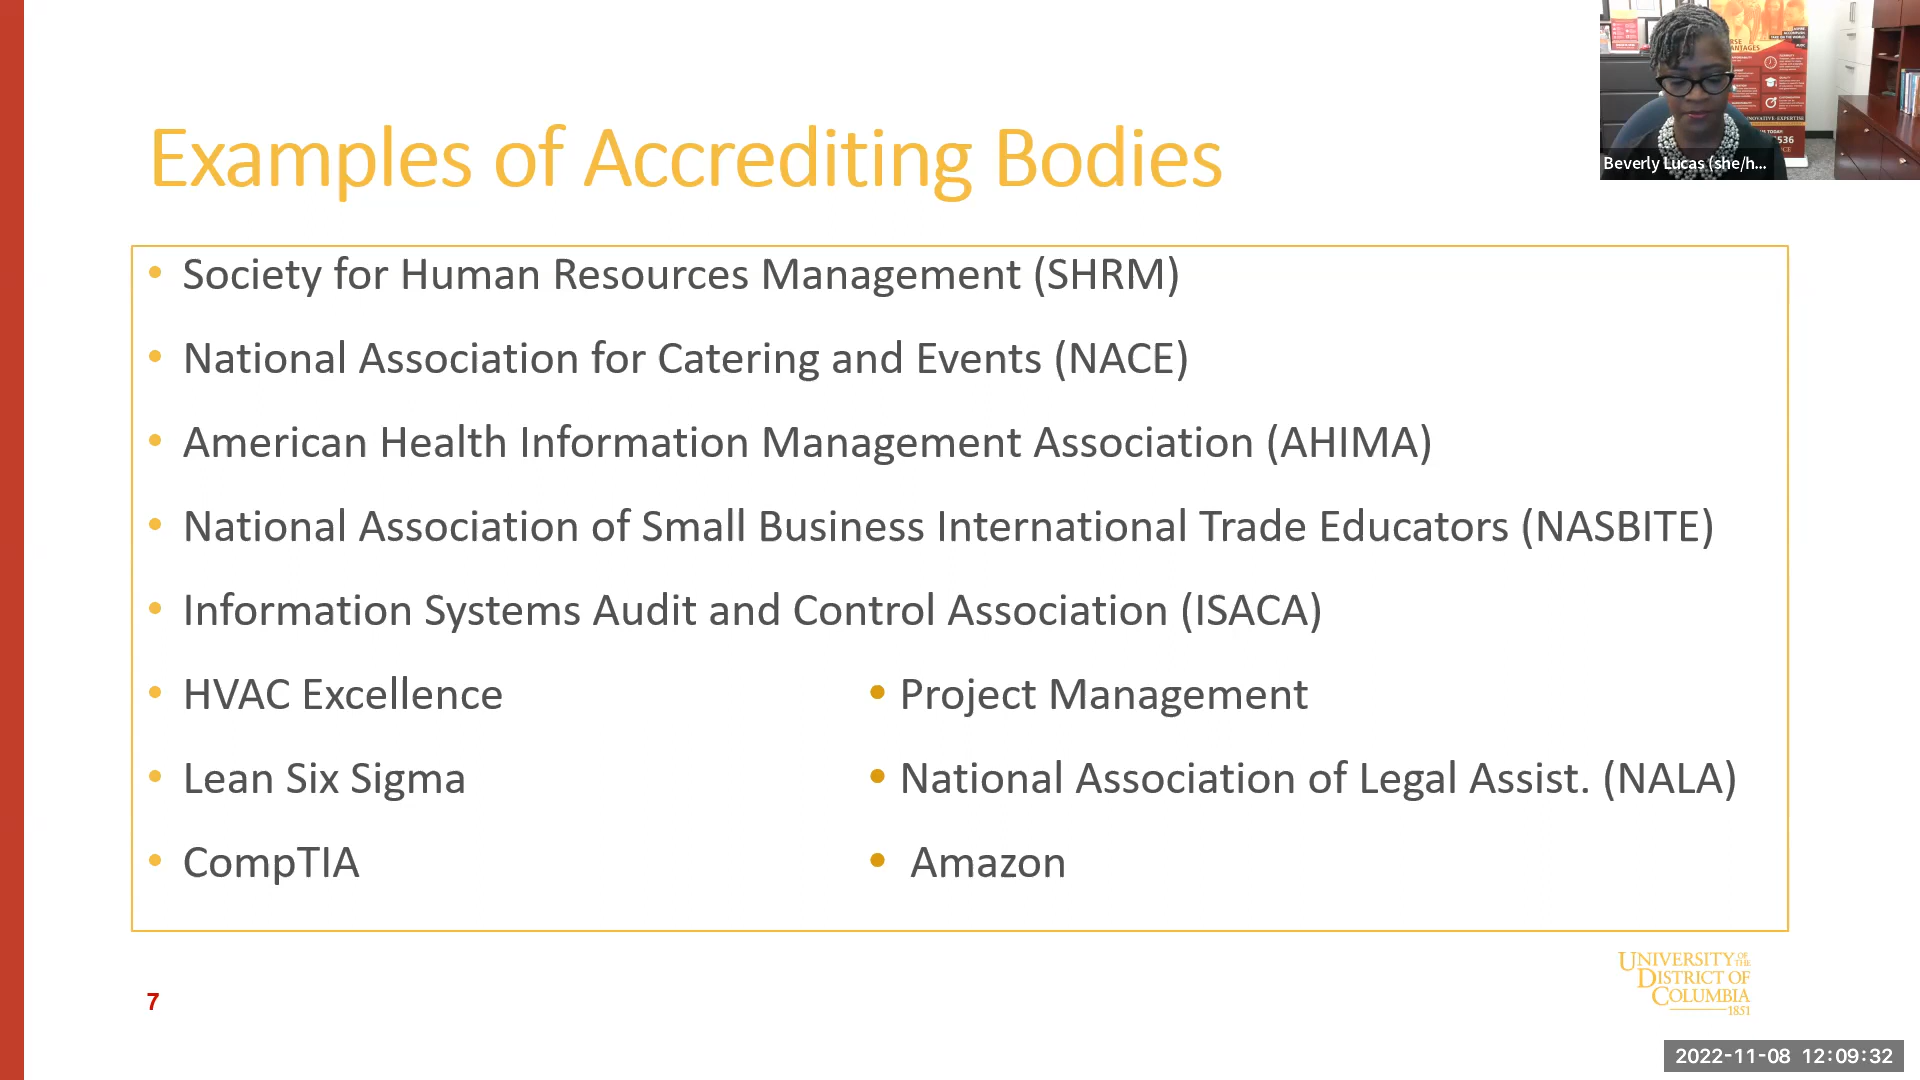 Examples of Accrediting Bodies
• Society for Human Resources Management (SHRM)
• National Association for Catering and Events (NACE)
• American Health Information Management Association (AHIMA)
• National Association of Small Business International Trade Educators (NASBITE)
• Information Systems Audit and Control Association (ISACA)
• HVAC Excellence
• Project Management
• Lean Six Sigma
• National Association of Legal Assist. (NALA)
• CompTIA
• Amazon
7
UNIVERSITY OF THE
DISTRICT OF
COLUMBIA
1851
Beverly Lucas (she/h...
2022-11-08 12:09:32